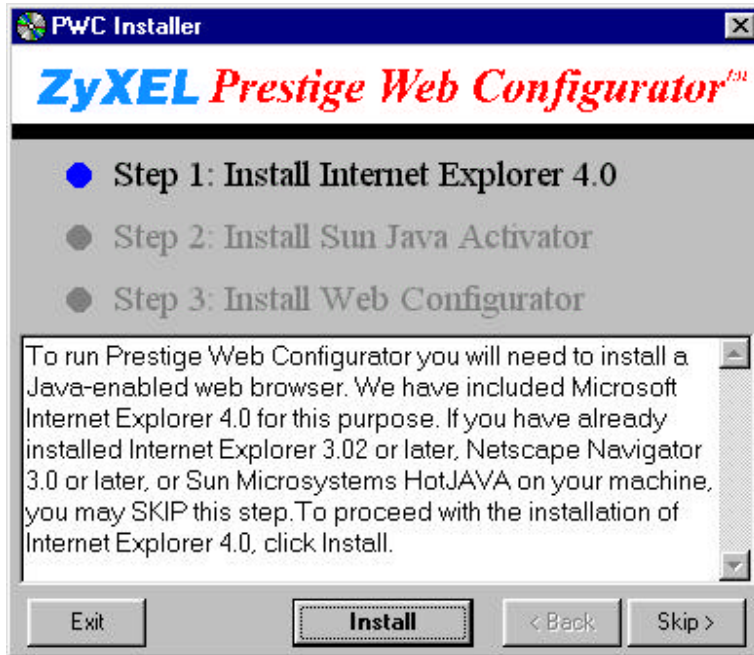 PWC Installer
ZyXEL Prestige Web Configurator™
Step 1: Install Internet Explorer 4.0
Step 2: Install Sun Java Activator
Step 3: Install Web Configurator
To run Prestige Web Configurator you will need to install a
Java-enabled web browser. We have included Microsoft
Internet Explorer 4.0 for this purpose. If you have already
installed Internet Explorer 3.02 or later, Netscape Navigator
3.0 or later, or Sun Microsystems HotJAVA on your machine,
you may SKIP this step.To proceed with the installation of
Internet Explorer 4.0, click Install.
Exit Install < Back Skip >